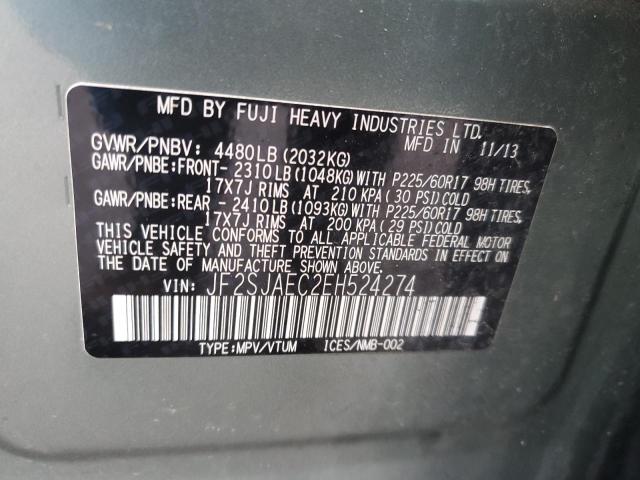 MFD BY FUJI HEAVY INDUSTRIES LTD.
MFD IN 11/13
GVWR/PNBV: 4480LB(2032KG)
GAWR/PNBE:FRONT- 2310LB(1048KG)WITH P225/60R17 98H TIRES,
17X7J RIMS AT 210 KPA( 30 PSI)COLD
GAWR/PNBE:REAR - 2410LB(1093KG)WITH P225/60R17 98H TIRES,
17X7J RIMS AT 200 KPA(29 PSI)COLD
THIS VEHICLE CONFORMS TO ALL APPLICABLE FEDERAL MOTOR
VEHICLE SAFETY AND THEFT PREVENTION STANDARDS IN EFFECT ON
THE DATE OF MANUFACTURE SHOWN ABOVE.
VIN: JF2SJAEC2EH524274
TYPE:MPV/VTUM ICES/NMB-002